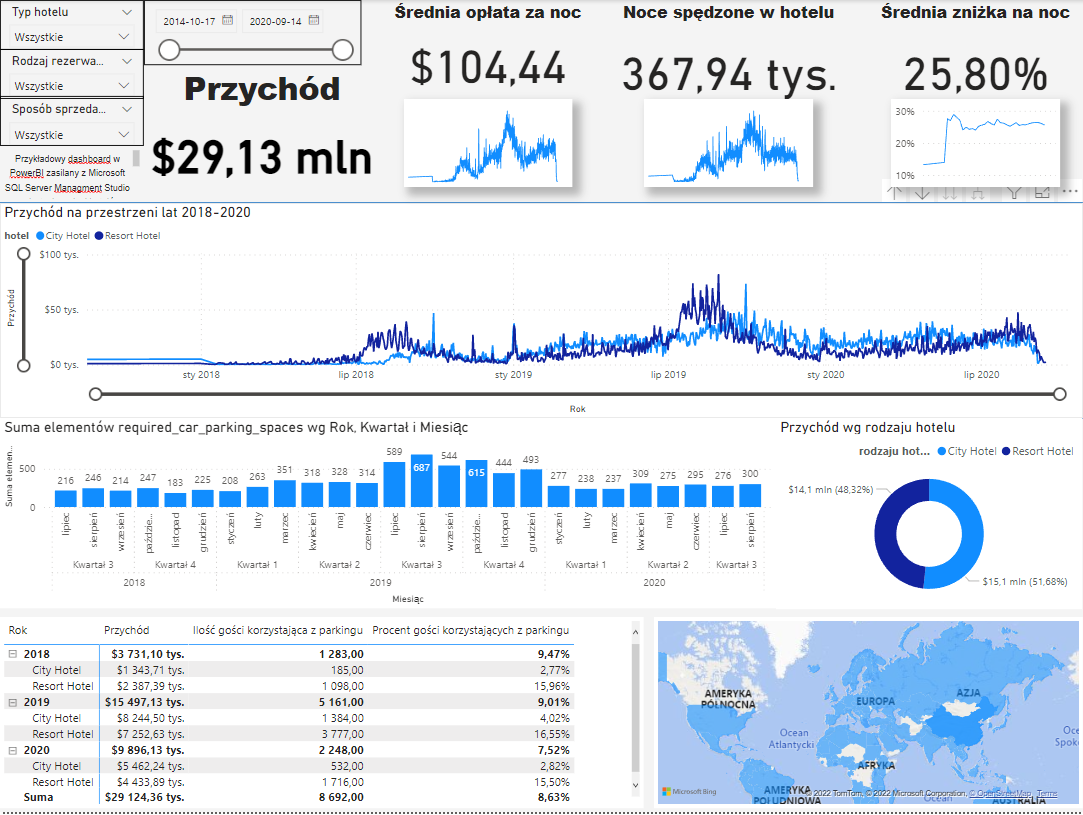 Typ hotelu
Wszystkie
Rodzaj rezerwa...
Wszystkie
Sposób sprzeda...
Wszystkie
Przykładowy dashboard w
PowerBI zasilany z Microsoft
SQL Server Managment Studio
2014-10-17 2020-09-14
Przychód
$29,13 mln
Średnia opłata za noc
$104,44
Noce spędzone w hotelu
367,94 tys.
Średnia zniżka na noc
25,80%
30%
20%
10%
Przychód na przestrzeni lat 2018-2020
hotel City Hotel Resort Hotel
Przychód
$100 tys.
$50 tys.
$0 tys.
sty 2018 lip 2018 sty 2019 lip 2019 sty 2020 lip 2020
Rok
Suma elementów required_car_parking_spaces wg Rok, Kwartał i Miesiąc
Suma elemen...
500
0
216 246 214 247 183 225 208 263 351 318 328 314 589 687 544 615 444 493 277 238 237 309 275 295 276 300
lipiec sierpień wrzesień paździe... listopad grudzień styczeń luty marzec kwiecień maj czerwiec lipiec sierpień wrzesień paździe... listopad grudzień styczeń luty marzec kwiecień maj czerwiec lipiec sierpień
Kwartał 3 Kwartał 4 Kwartał 1 Kwartał 2 Kwartał 3 Kwartał 4 Kwartał 1 Kwartał 2 Kwartał 3
2018 2019 2020
Miesiąc
Przychód wg rodzaju hotelu
rodzaju hot... City Hotel Resort Hotel
$14,1 mln (48,32%)
$15,1 mln (51,68%)
Rok Przychód Ilość gości korzystająca z parkingu Procent gości korzystających z parkingu
2018 $3 731,10 tys. 1 283,00 9,47%
City Hotel $1 343,71 tys. 185,00 2,77%
Resort Hotel $2 387,39 tys. 1 098,00 15,96%
2019 $15 497,13 tys. 5 161,00 9,01%
City Hotel $8 244,50 tys. 1 384,00 4,02%
Resort Hotel $7 252,63 tys. 3 777,00 16,55%
2020 $9 896,13 tys. 2 248,00 7,52%
City Hotel $5 462,24 tys. 532,00 2,82%
Resort Hotel $4 433,89 tys. 1 716,00 15,50%
Suma $29 124,36 tys. 8 692,00 8,63%
AMERYKA
PÓŁNOCNA
EUROPA
AZJA
Ocean
Atlantycki
Oce
Spoko
AFRYKA
AMERYKA
POŁUDNIOWA
Ocean
AUSTRALIA
Microsoft Bing
© 2022 TomTom, © 2022 Microsoft Corporation, © OpenStreetMap Terms